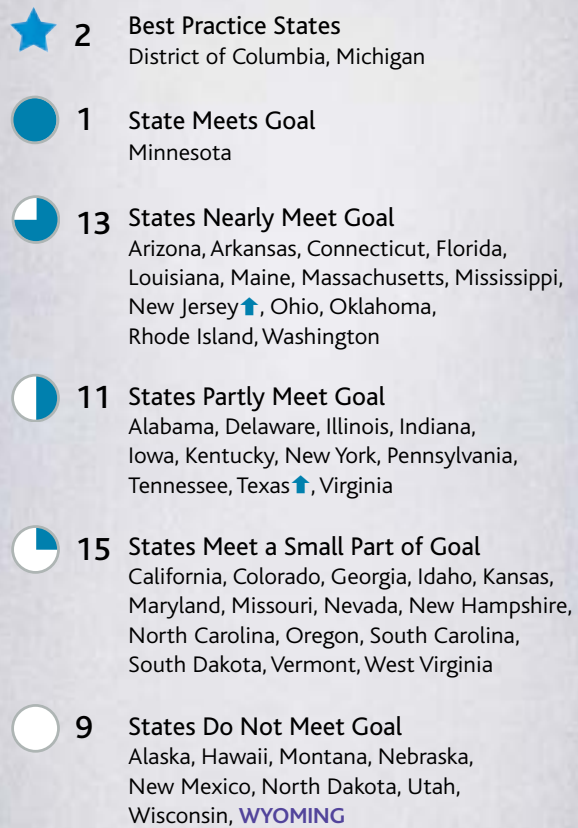 2 Best Practice States
District of Columbia, Michigan
1 State Meets Goal
Minnesota
13 States Nearly Meet Goal
Arizona, Arkansas, Connecticut, Florida,
Louisiana, Maine, Massachusetts, Mississippi,
New Jersey⬆, Ohio, Oklahoma,
Rhode Island, Washington
11 States Partly Meet Goal
Alabama, Delaware, Illinois, Indiana,
Iowa, Kentucky, New York, Pennsylvania,
Tennessee, Texas⬆, Virginia
15 States Meet a Small Part of Goal
California, Colorado, Georgia, Idaho, Kansas,
Maryland, Missouri, Nevada, New Hampshire,
North Carolina, Oregon, South Carolina,
South Dakota, Vermont, West Virginia
9 States Do Not Meet Goal
Alaska, Hawaii, Montana, Nebraska,
New Mexico, North Dakota, Utah,
Wisconsin, WYOMING